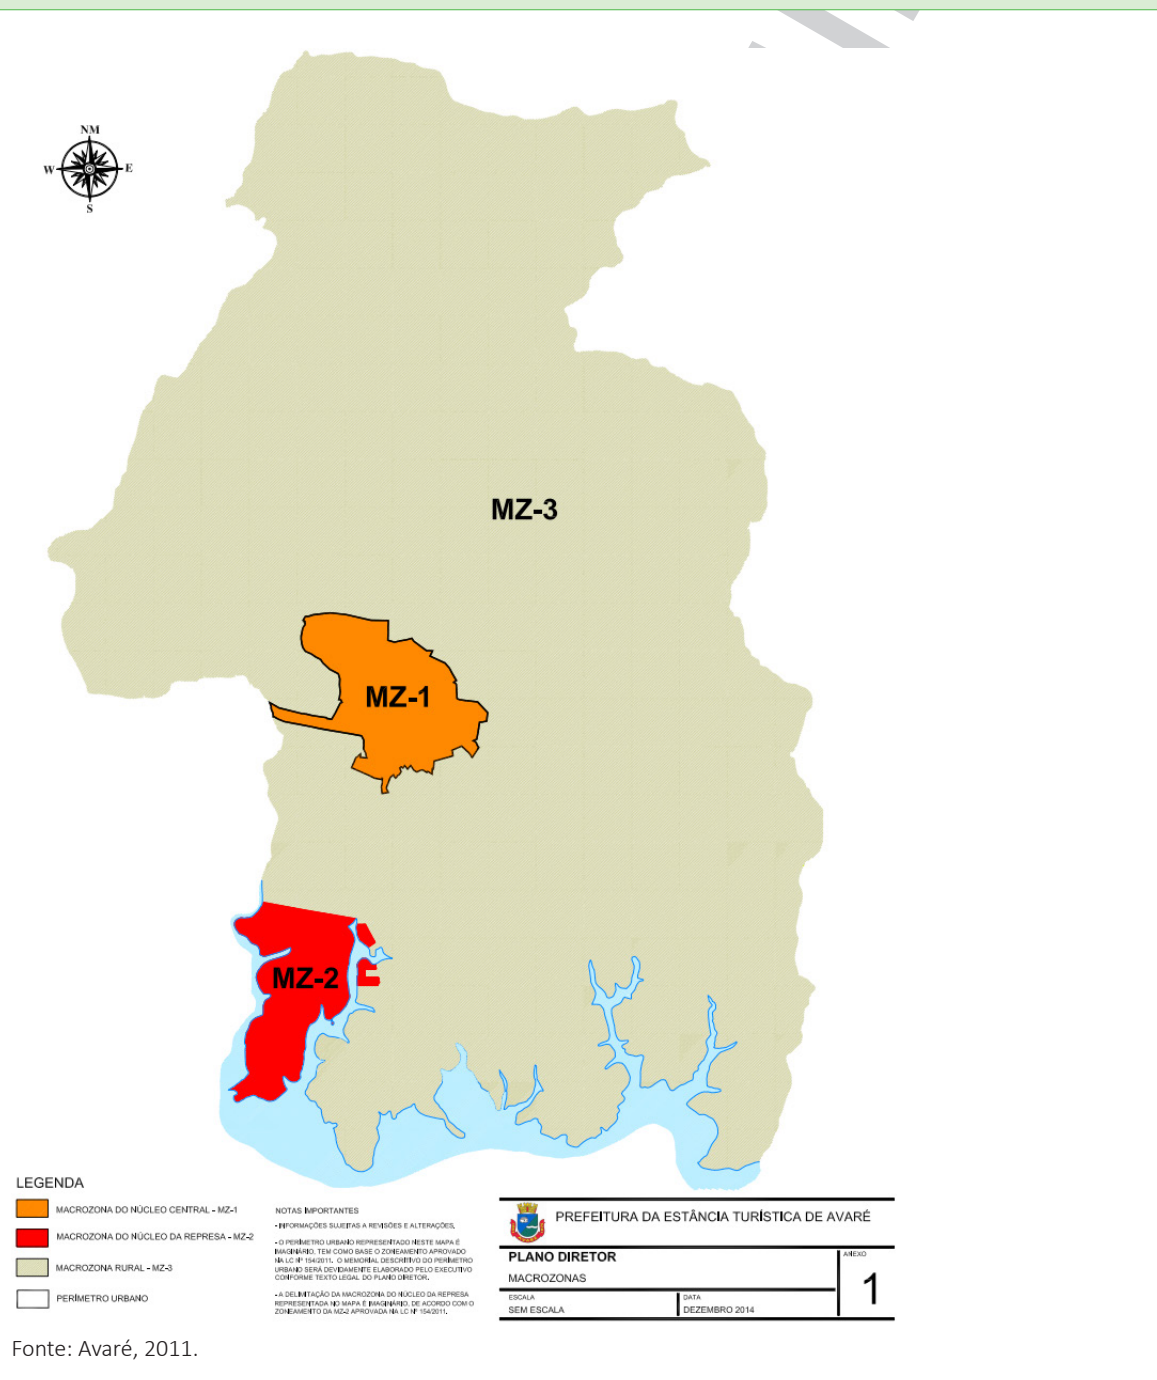 NM
W
E
S
MZ-3
MZ-1
MZ-2
LEGENDA
MACROZONA DO NÚCLEO CENTRAL - MZ-1
MACROZONA DO NÚCLEO DA REPRESA - MZ-2
MACROZONA RURAL - MZ-3
PERÍMETRO URBANO
NOTAS IMPORTANTES
- INFORMAÇÕES SUJEITAS A REVISÕES E ALTERAÇÕES,
- O PERÍMETRO URBANO REPRESENTADO NESTE MAPA É
IMAGINÁRIO, TEM COMO BASE O ZONEAMENTO APROVADO
NA LC Nº 154/2011. O MEMORIAL DESCRITIVO DO PERÍMETRO
URBANO SERÁ DEVIDAMENTE ELABORADO PELO EXECUTIVO
CONFORME TEXTO LEGAL DO PLANO DIRETOR.
- A DELIMITAÇÃO DA MACROZONA DO NÚCLEO DA REPRESA
REPRESENTADA NO MAPA É IMAGINÁRIO, DE ACORDO COM O
ZONEAMENTO DA MZ-2 APROVADA NA LC Nº 154/2011.
PREFEITURA DA ESTÂNCIA TURÍSTICA DE AVARÉ
PLANO DIRETOR
MACROZONAS
ANEXO
1
ESCALA
SEM ESCALA
DATA
DEZEMBRO 2014
Fonte: Avaré, 2011.